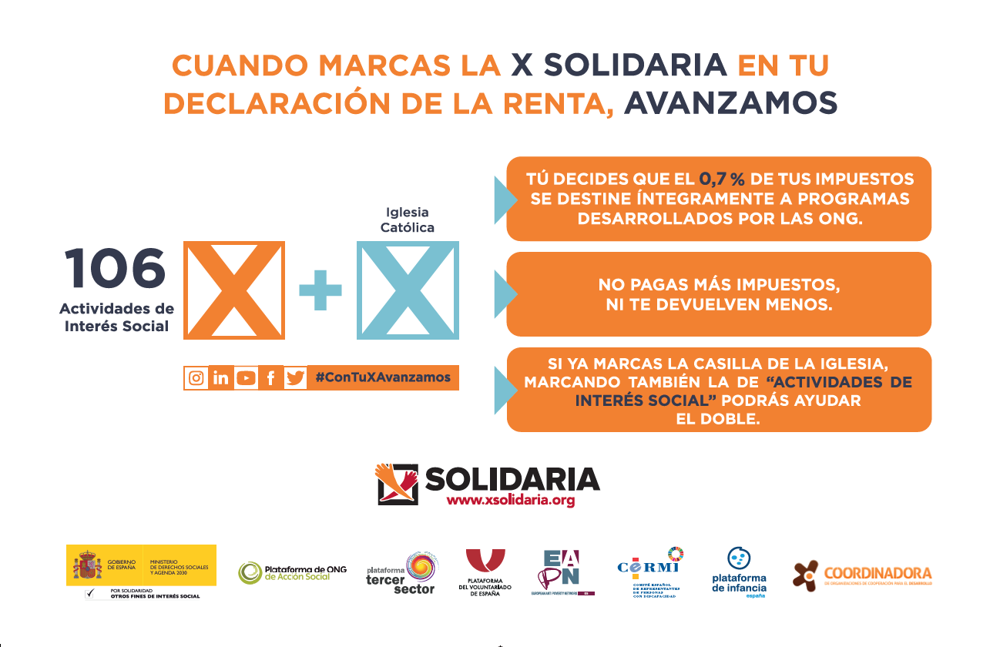 CUANDO MARCAS LA X SOLIDARIA EN TU
DECLARACIÓN DE LA RENTA, AVANZAMOS
106
Actividades de
Interés Social
X
+
Iglesia
Católica
X
#ConTuXAvanzamos
TÚ DECIDES QUE EL 0,7 % DE TUS IMPUESTOS
SE DESTINE ÍNTEGRAMENTE A PROGRAMAS
DESARROLLADOS POR LAS ONG.
NO PAGAS MÁS IMPUESTOS,
NI TE DEVUELVEN MENOS.
SI YA MARCAS LA CASILLA DE LA IGLESIA,
MARCANDO TAMBIÉN LA DE “ACTIVIDADES DE
INTERÉS SOCIAL” PODRÁS AYUDAR
EL DOBLE.
SOLIDARIA
www.xsolidaria.org
GOBIERNO
DE ESPAÑA
MINISTERIO
DE DERECHOS SOCIALES
Y AGENDA 2030
POR SOLIDARIDAD
OTROS FINES DE INTERÉS SOCIAL
Plataforma de ONG
de Acción Social
plataforma
tercer
sector
PLATAFORMA
DEL VOLUNTARIADO
DE ESPAÑA
EAPN
EUROPEAN ANTI POVERTY NETWORK ES
CERMI
COMITÉ ESPAÑOL
DE REPRESENTANTES
DE PERSONAS
CON DISCAPACIDAD
plataforma
de infancia
españa
COORDINADORA
DE ORGANIZACIONES DE COOPERACIÓN PARA EL DESARROLLO